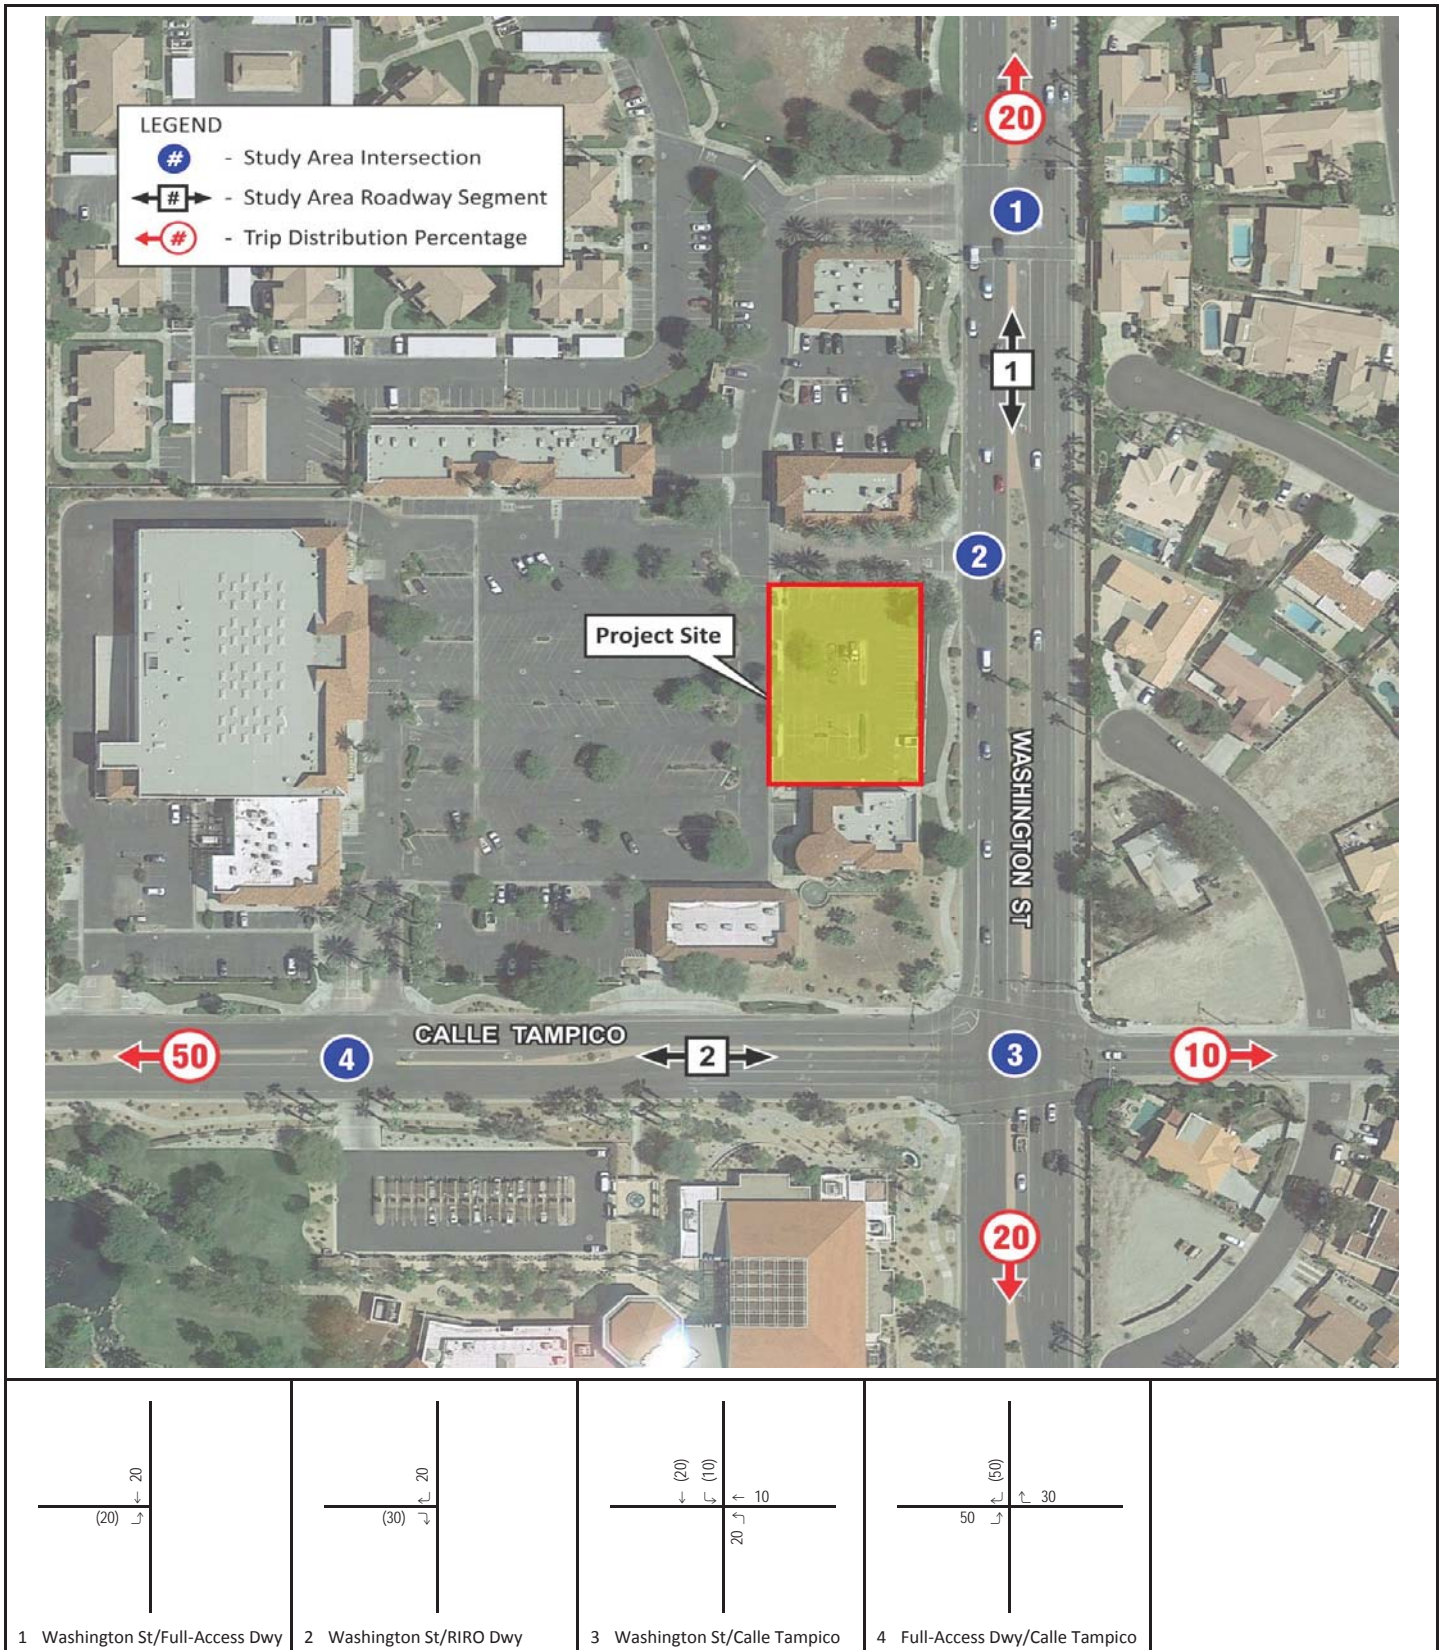 LEGEND
# - Study Area Intersection
# - Study Area Roadway Segment
# - Trip Distribution Percentage
20
1
1
2
Project Site
WASHINGTON ST
CALLE TAMPICO
50
4
2
3
10
20
20
(20)
1 Washington St/Full-Access Dwy
20
(30)
2 Washington St/RIRO Dwy
(20)
(10)
10
20
3 Washington St/Calle Tampico
(50)
30
50
4 Full-Access Dwy/Calle Tampico